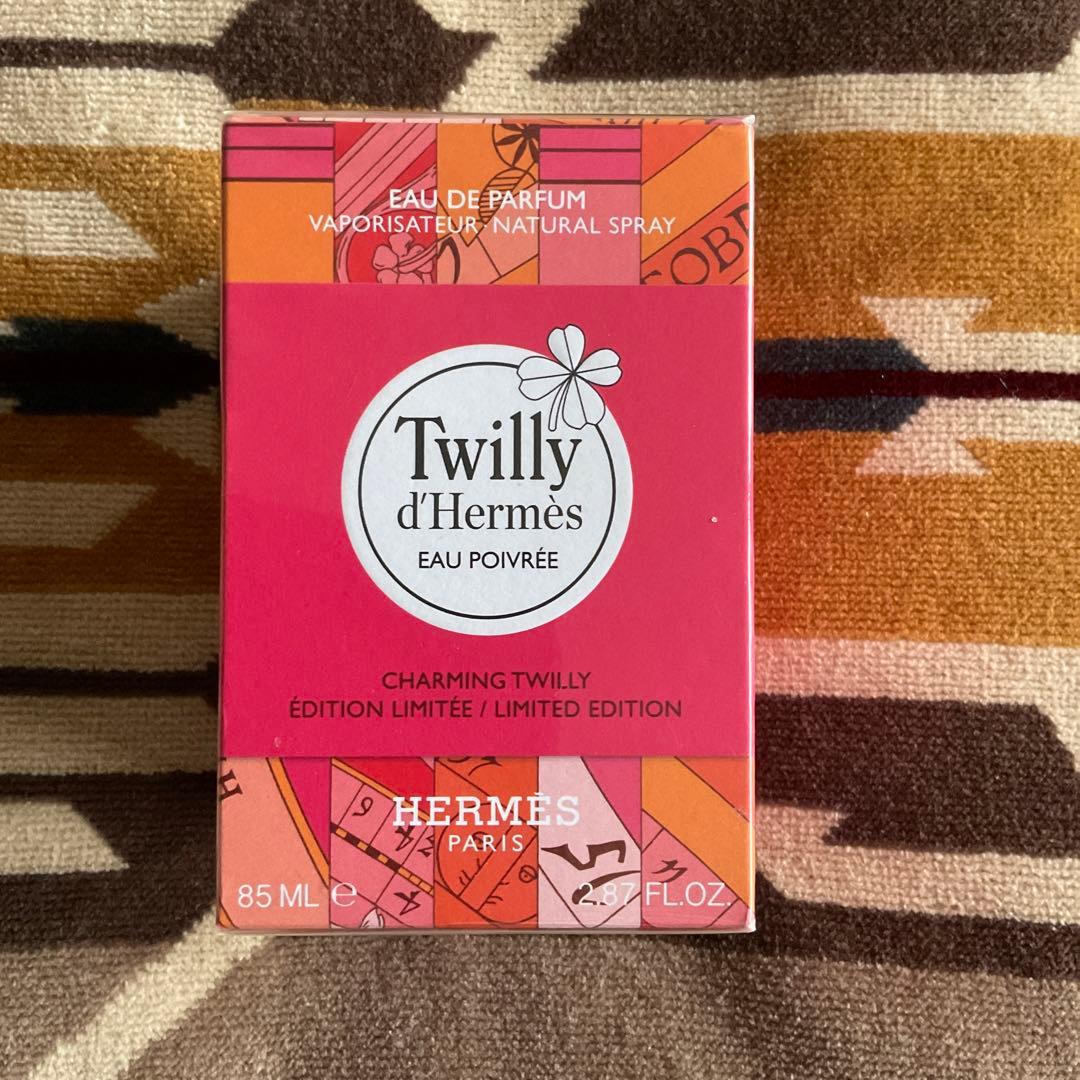 EAU DE PARFUM
VAPORISATEUR · NATURAL SPRAY
OBI
Twilly
d'Hermès
EAU POIVRÉE
CHARMING TWILLY
ÉDITION LIMITÉE / LIMITED EDITION
HERMÈS
PARIS
85 ML e 2.87 FL.OZ.